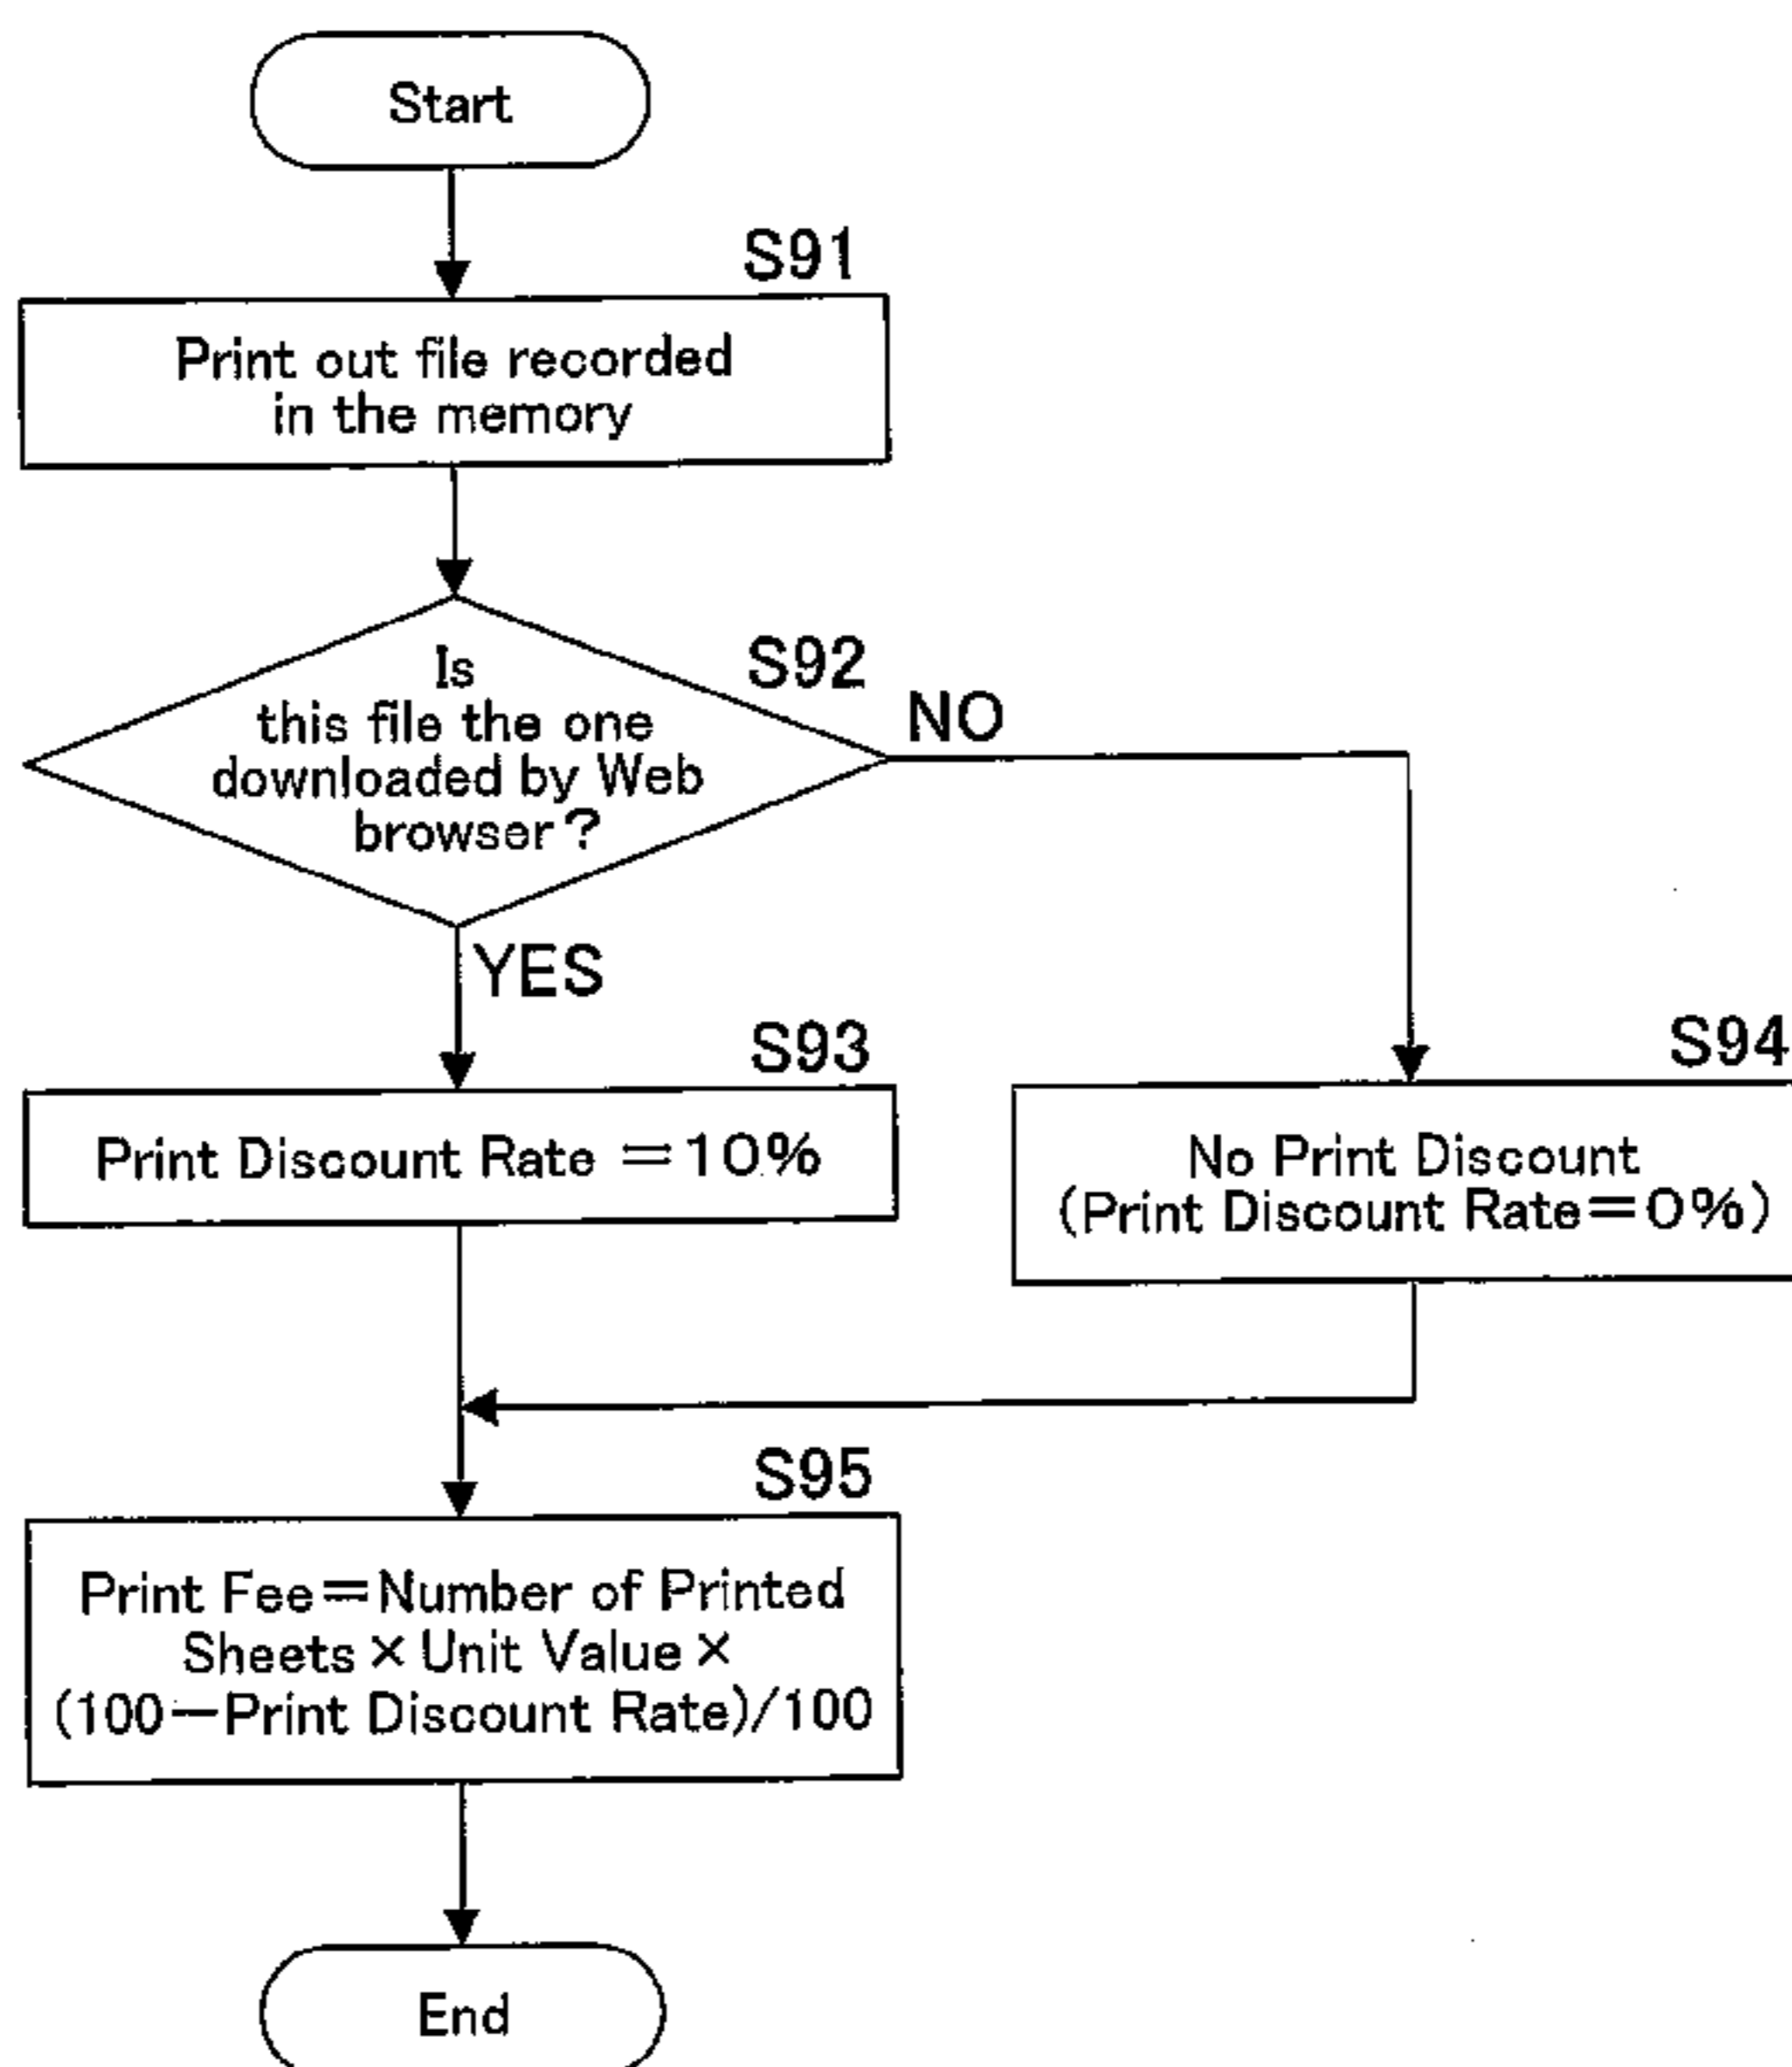 Start
S91
Print out file recorded
in the memory
S92
Is
this file the one
downloaded by Web
browser?
NO
YES
S93
Print Discount Rate =10%
S94
No Print Discount
(Print Discount Rate=0%)
S95
Print Fee=Number of Printed
Sheets × Unit Value ×
(100-Print Discount Rate)/100
End